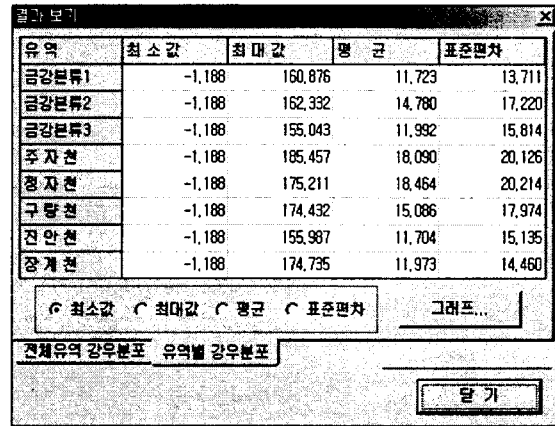 결과 보기
유 역 최 소 값 최 대 값 평 균 표준편차
금강본류1 -1,188 160,876 11,723 13,711
금강본류2 -1,188 162,332 14,780 17,220
금강본류3 -1,188 155,043 11,992 15,814
주 자 천 -1,188 185,457 18,090 20,126
정 자 천 -1,188 175,211 18,464 20,214
구 량 천 -1,188 174,432 15,086 17,974
진 안 천 -1,188 155,987 11,704 15,135
장 계 천 -1,188 174,735 11,973 14,460
최소값 최대값 평균 표준편차 그래프...
전체유역 강우분포 유역별 강우분포
닫 기